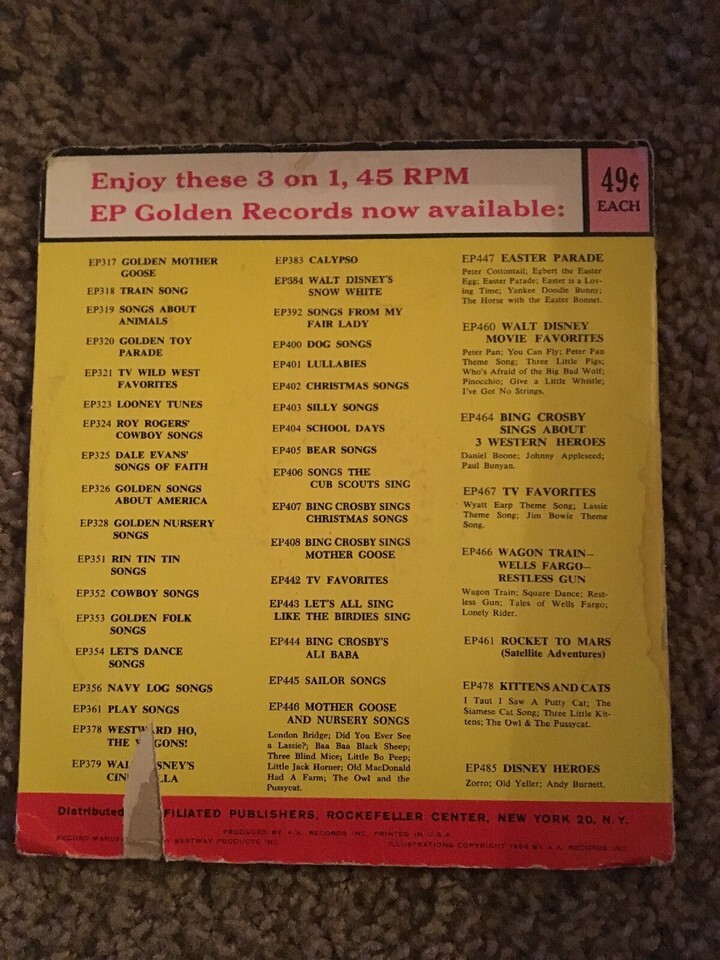 Enjoy these 3 on 1, 45 RPM
EP Golden Records now available:
49¢
EACH
EP317 GOLDEN MOTHER
GOOSE
EP318 TRAIN SONG
EP319 SONGS ABOUT
ANIMALS
EP320 GOLDEN TOY
PARADE
EP321 TV WILD WEST
FAVORITES
EP323 LOONEY TUNES
EP324 ROY ROGERS'
COWBOY SONGS
EP325 DALE EVANS'
SONGS OF FAITH
EP326 GOLDEN SONGS
ABOUT AMERICA
EP328 GOLDEN NURSERY
SONGS
EP351 RIN TIN TIN
SONGS
EP352 COWBOY SONGS
EP353 GOLDEN FOLK
SONGS
EP354 LET'S DANCE
SONGS
EP356 NAVY LOG SONGS
EP361 PLAY SONGS
EP378 WESTWARD HO,
THE W GONS!
EP379 WAL ISNEY'S
CIN LLA
EP383 CALYPSO
EP384 WALT DISNEY'S
SNOW WHITE
EP392 SONGS FROM MY
FAIR LADY
EP400 DOG SONGS
EP401 LULLABIES
EP402 CHRISTMAS SONGS
EP403 SILLY SONGS
EP404 SCHOOL DAYS
EP405 BEAR SONGS
EP406 SONGS THE
CUB SCOUTS SING
EP407 BING CROSBY SINGS
CHRISTMAS SONGS
EP408 BING CROSBY SINGS
MOTHER GOOSE
EP442 TV FAVORITES
EP443 LET'S ALL SING
LIKE THE BIRDIES SING
EP444 BING CROSBY'S
ALI BABA
EP445 SAILOR SONGS
EP446 MOTHER GOOSE
AND NURSERY SONGS
London Bridge; Did You Ever See
a Lassie?; Baa Baa Black Sheep;
Three Blind Mice; Little Bo Peep;
Little Jack Horner; Old MacDonald
Had A Farm; The Owl and the
Pussycat.
EP447 EASTER PARADE
Peter Cottontail; Egbert the Easter
Egg; Easter Parade; Easter is a Lov-
ing Time; Yankee Doodle Bunny;
The Horse with the Easter Bonnet.
EP460 WALT DISNEY
MOVIE FAVORITES
Peter Pan; You Can Fly; Peter Pan
Theme Song; Three Little Pigs;
Who's Afraid of the Big Bad Wolf;
Pinocchio; Give a Little Whistle;
I've Got No Strings.
EP464 BING CROSBY
SINGS ABOUT
3 WESTERN HEROES
Daniel Boone; Johnny Appleseed;
Paul Bunyan.
EP467 TV FAVORITES
Wyatt Earp Theme Song; Lassie
Theme Song; Jim Bowie Theme
Song.
EP466 WAGON TRAIN—
WELLS FARGO—
RESTLESS GUN
Wagon Train; Square Dance; Rest-
less Gun; Tales of Wells Fargo;
Lonely Rider.
EP461 ROCKET TO MARS
(Satellite Adventures)
EP478 KITTENS AND CATS
I Taut I Saw A Putty Cat; The
Siamese Cat Song; Three Little Kit-
tens; The Owl & The Pussycat.
EP485 DISNEY HEROES
Zorro; Old Yeller; Andy Burnett.
Distributed FILIATED PUBLISHERS, ROCKEFELLER CENTER, NEW YORK 20, N.Y.
PRODUCED BY A.A. RECORDS INC. PRINTED IN U.S.A.
RECORD MANUF WESTWAY PRODUCTS INC.
ILLUSTRATIONS COPYRIGHT BY A.A. RECORDS INC.